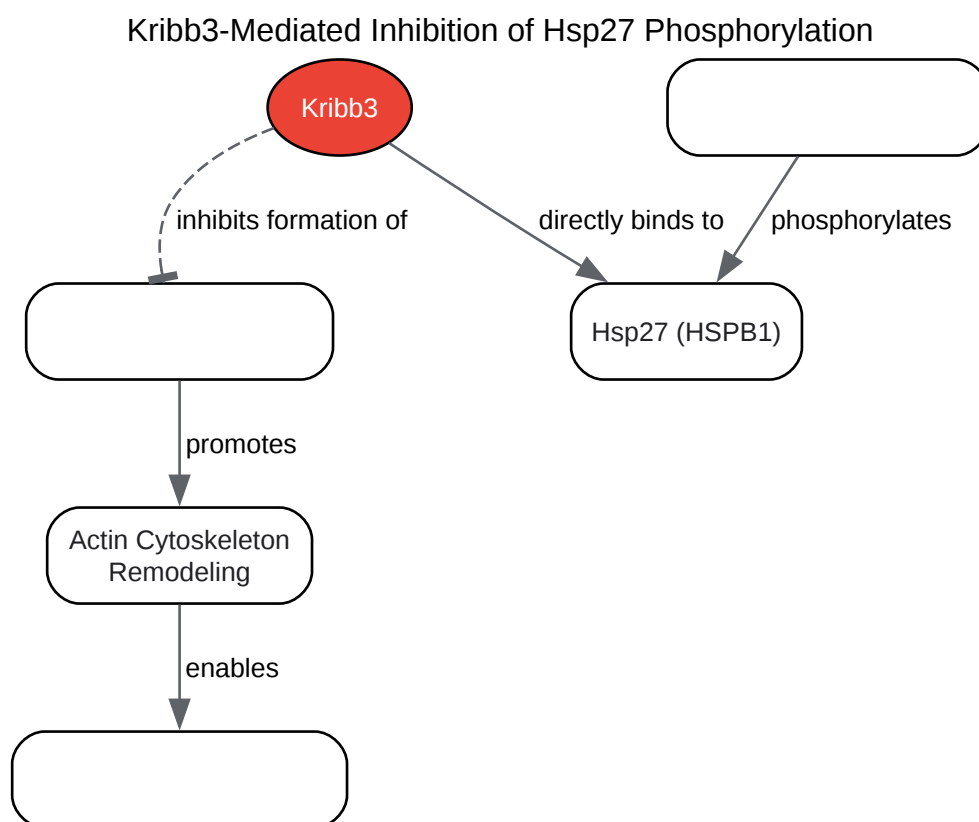 Kribb3-Mediated Inhibition of Hsp27 Phosphorylation
Kribb3
inhibits formation of
directly binds to
phosphorylates
Hsp27 (HSPB1)
promotes
Actin Cytoskeleton
Remodeling
enables